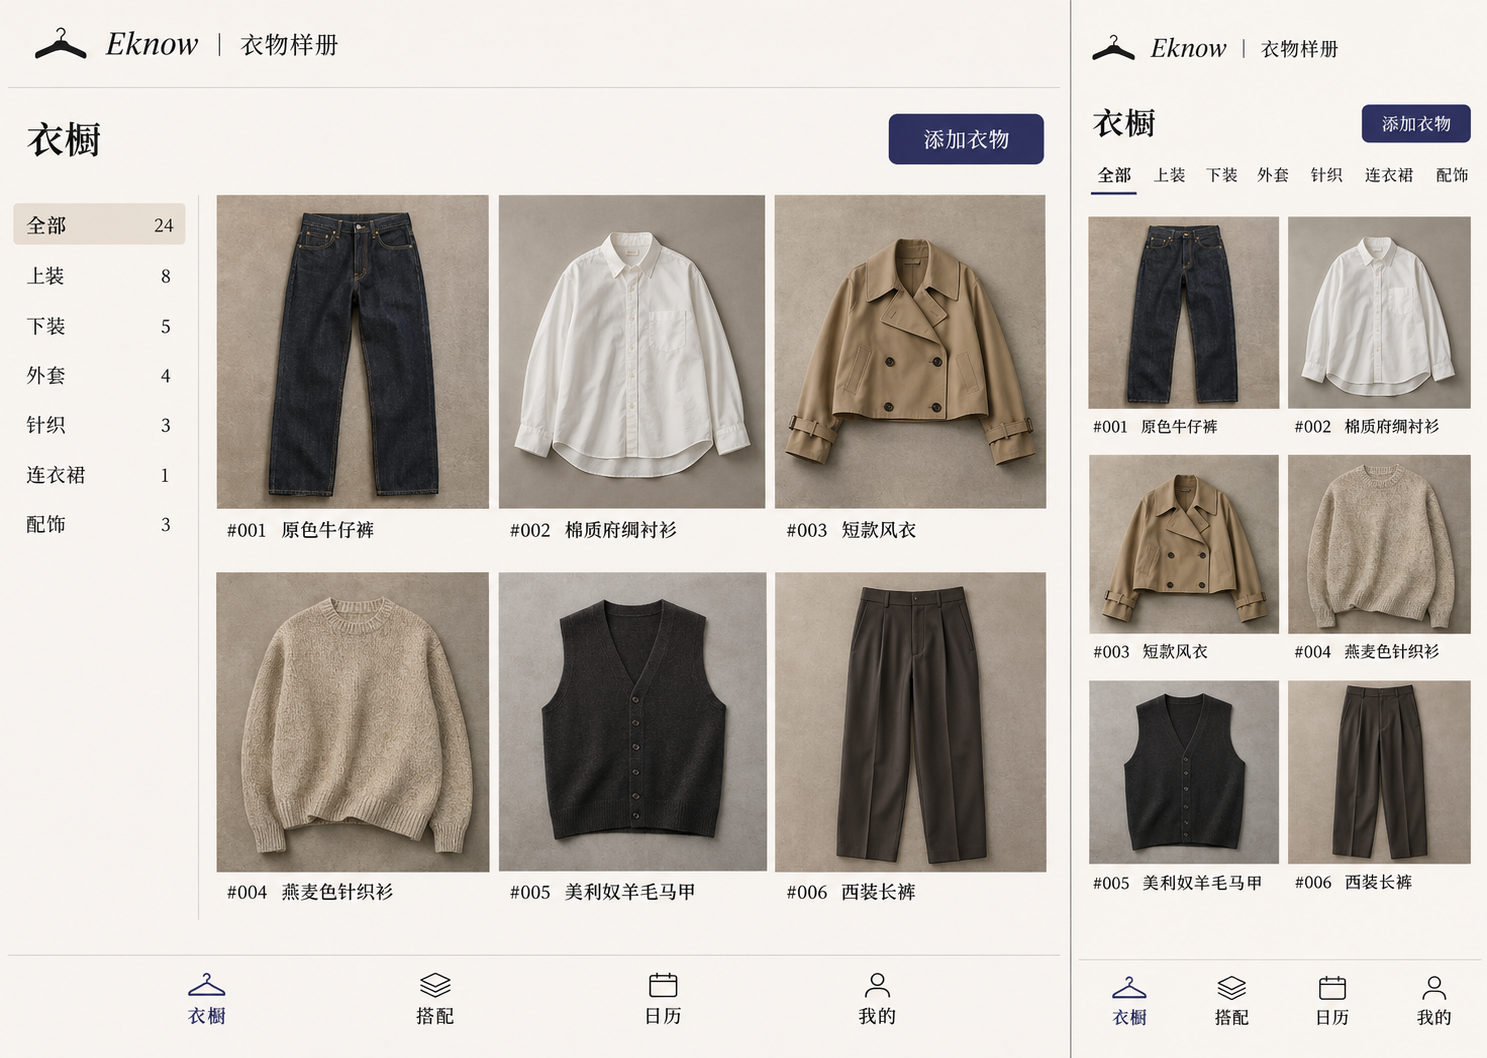 Eknow | 衣物样册
衣橱
添加衣物
全部 24
上装 8
下装 5
外套 4
针织 3
连衣裙 1
配饰 3
#001 原色牛仔裤
#002 棉质府绸衬衫
#003 短款风衣
#004 燕麦色针织衫
#005 美利奴羊毛马甲
#006 西装长裤
衣橱
搭配
日历
我的
Eknow | 衣物样册
衣橱
添加衣物
全部 上装 下装 外套 针织 连衣裙 配饰
#001 原色牛仔裤
#002 棉质府绸衬衫
#003 短款风衣
#004 燕麦色针织衫
#005 美利奴羊毛马甲
#006 西装长裤
衣橱
搭配
日历
我的